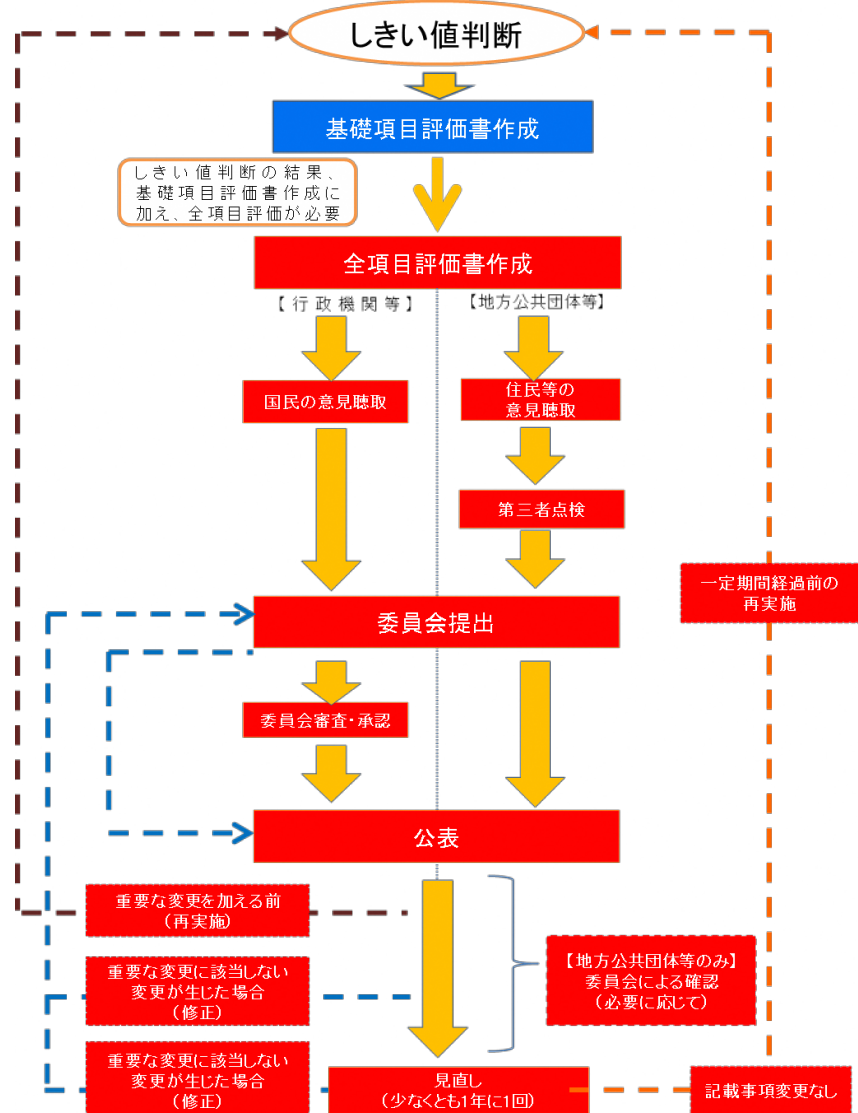 しきい値判断
基礎項目評価書作成
しきい値判断の結果、
基礎項目評価書作成に
加え、全項目評価が必要
全項目評価書作成
【行政機関等】
【地方公共団体等】
国民の意見聴取
住民等の
意見聴取
第三者点検
一定期間経過前の
再実施
委員会提出
委員会審査・承認
公表
重要な変更を加える前
（再実施）
【地方公共団体等のみ】
委員会による確認
（必要に応じて）
重要な変更に該当しない
変更が生じた場合
（修正）
重要な変更に該当しない
変更が生じた場合
（修正）
見直し
（少なくとも1年に1回）
記載事項変更なし